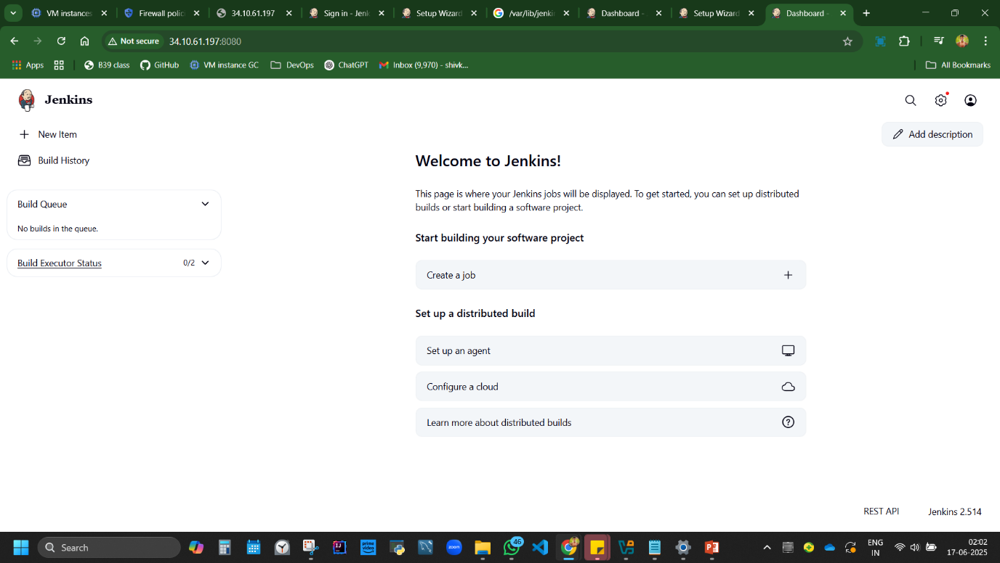 VM instances
Firewall polic
34.10.61.197
Sign in - Jenk
Setup Wizard
/var/lib/jenki
Dashboard -
Setup Wizard
Dashboard -
Not secure
34.10.61.197:8080
Apps
B39 class
GitHub
VM instance GC
DevOps
ChatGPT
Inbox (9,970) - shivk...
All Bookmarks
Jenkins
New Item
Build History
Add description
Build Queue
No builds in the queue.
Build Executor Status
0/2
Welcome to Jenkins!
This page is where your Jenkins jobs will be displayed. To get started, you can set up distributed
builds or start building a software project.
Start building your software project
Create a job
Set up a distributed build
Set up an agent
Configure a cloud
Learn more about distributed builds
REST API
Jenkins 2.514
Search
prime video
zoom
46
ENG
IN
02:02
17-06-2025